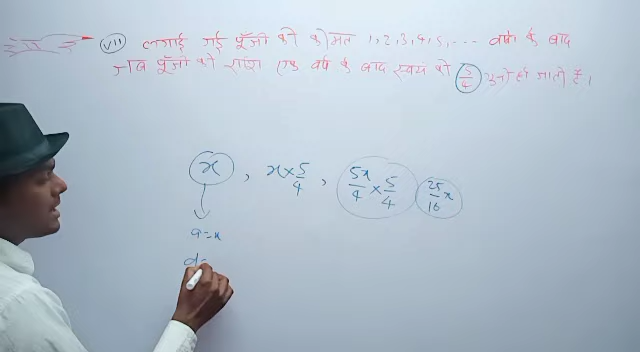 (vii) लगाई गई पूँजी की कीमत 1, 2, 3, 4, 5, --- वर्षों के बाद
जब पूँजी की राशि एक वर्ष के बाद स्वयं की 5/4 गुनी हो जाती है।
x , x × 5/4 , 5x/4 × 5/4 25/16 x
a = x
d =